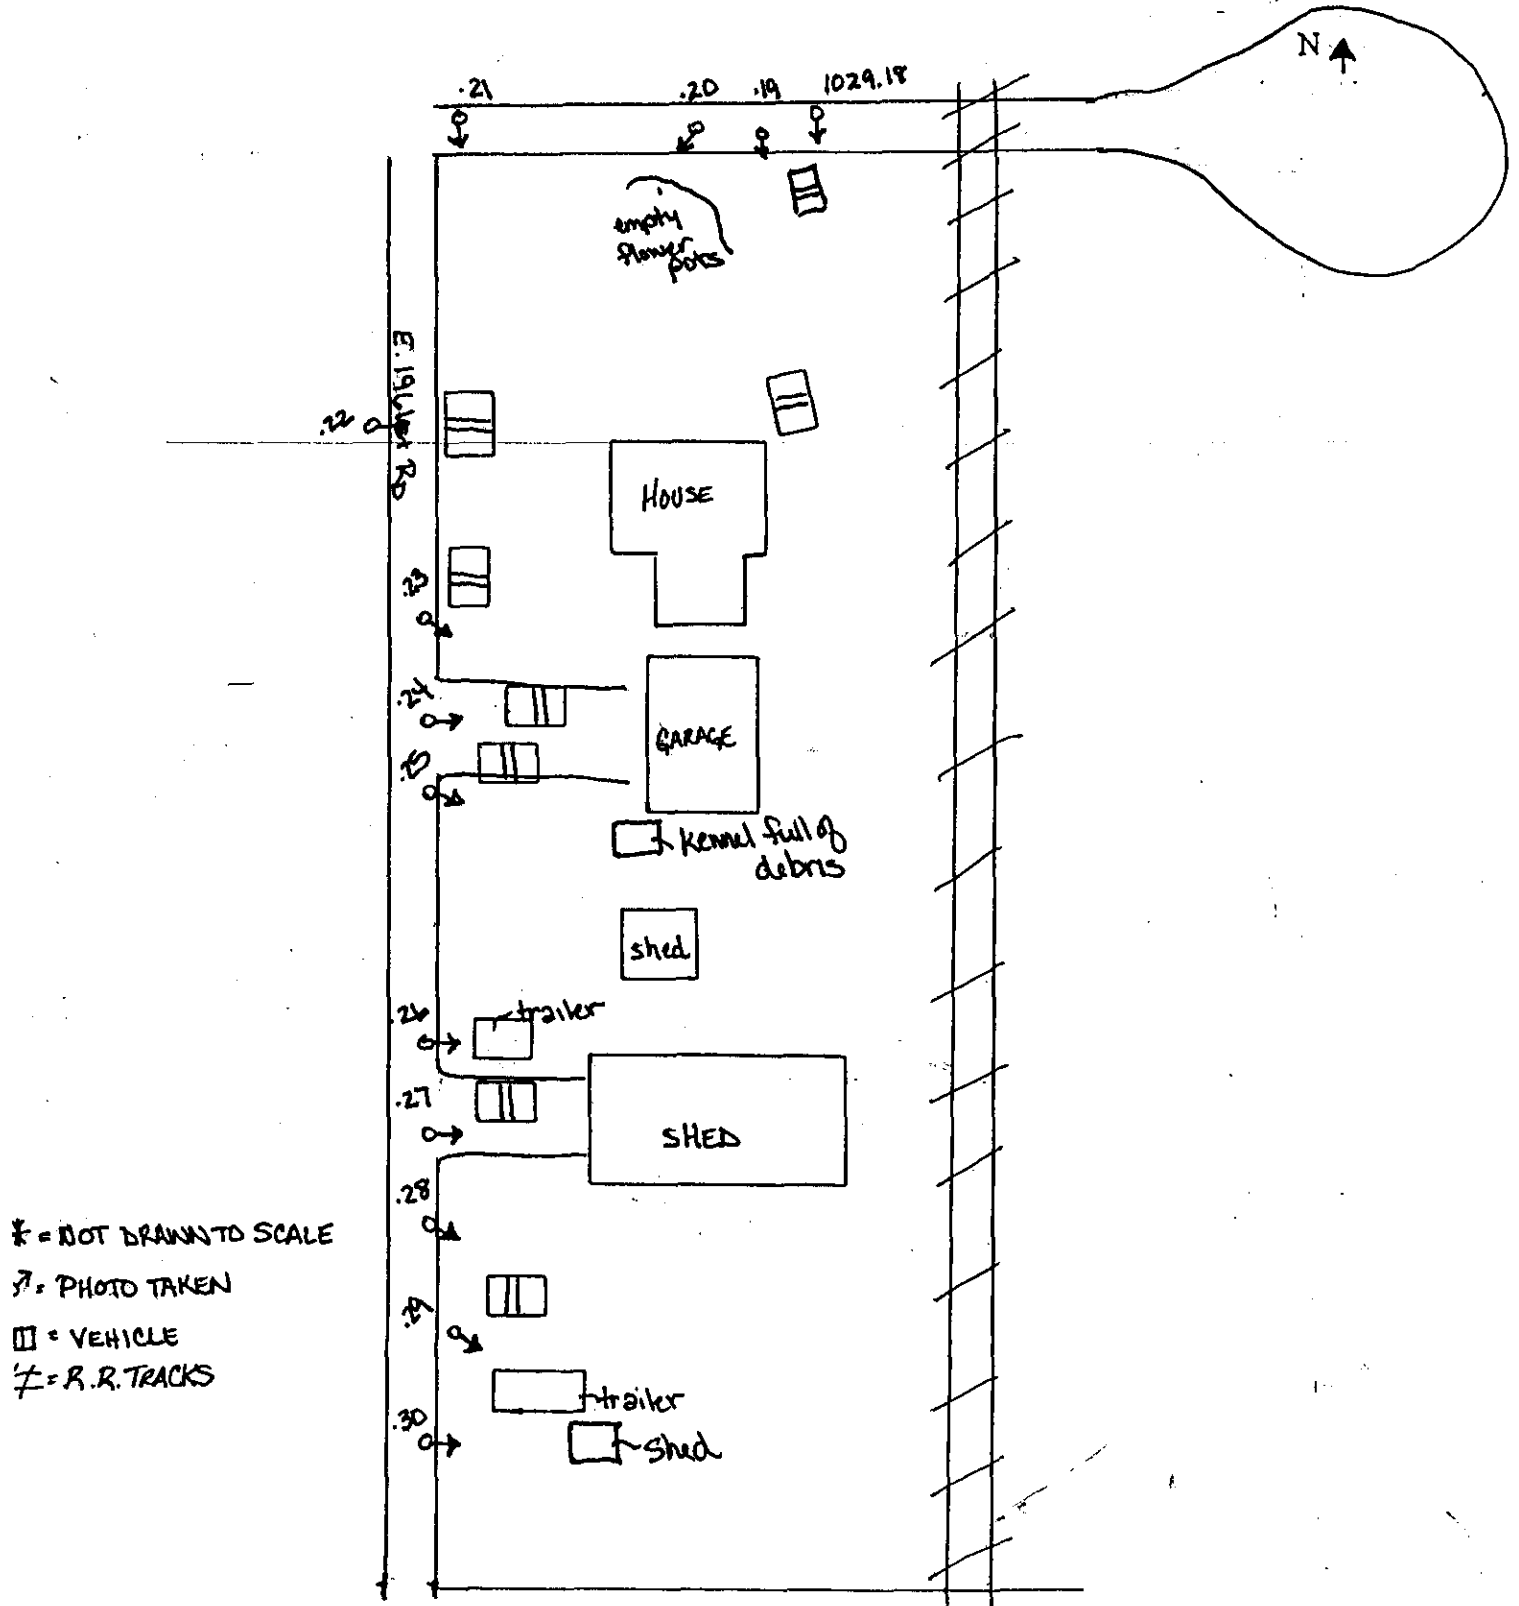 N
.21 .20 .19 1029.18
empty
flower
pots
E. 196
RD
.22
HOUSE
.23
.24
GARAGE
.25
kennel full of
debris
shed
.26
trailer
.27
SHED
.28
* = NOT DRAWN TO SCALE
= PHOTO TAKEN
= VEHICLE
= R.R. TRACKS
.29
trailer
.30
shed